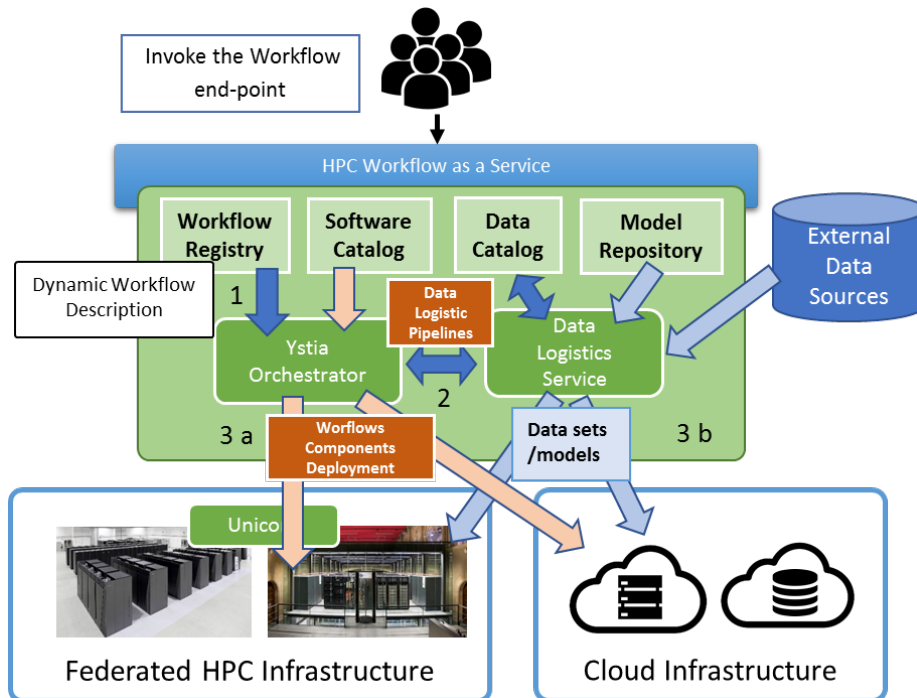 Invoke the Workflow
end-point
HPC Workflow as a Service
Workflow
Registry
Software
Catalog
Data
Catalog
Model
Repository
External
Data
Sources
Dynamic Workflow
Description
1
Data
Logistic
Pipelines
Ystia
Orchestrator
Data
Logistics
Service
2
3 a
Worflows
Components
Deployment
Data sets
/models
3 b
Unico
Federated HPC Infrastructure
Cloud Infrastructure